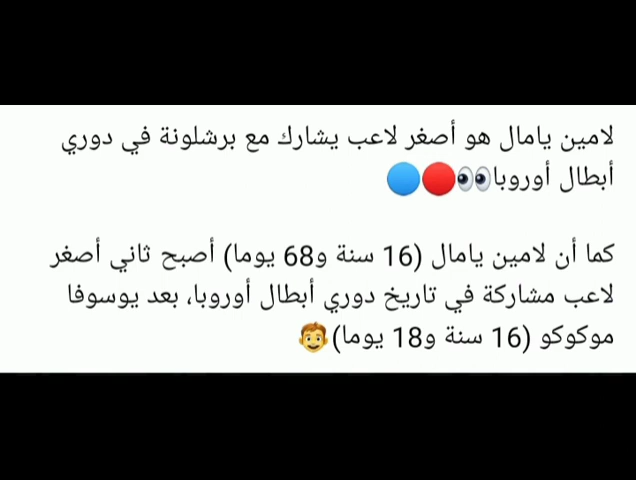 لامين يامال هو أصغر لاعب يشارك مع برشلونة في دوري
أبطال أوروبا👀🔴🔵
كما أن لامين يامال (16 سنة و68 يوما) أصبح ثاني أصغر
لاعب مشاركة في تاريخ دوري أبطال أوروبا، بعد يوسوفا
موكوكو (16 سنة و18 يوما)👦